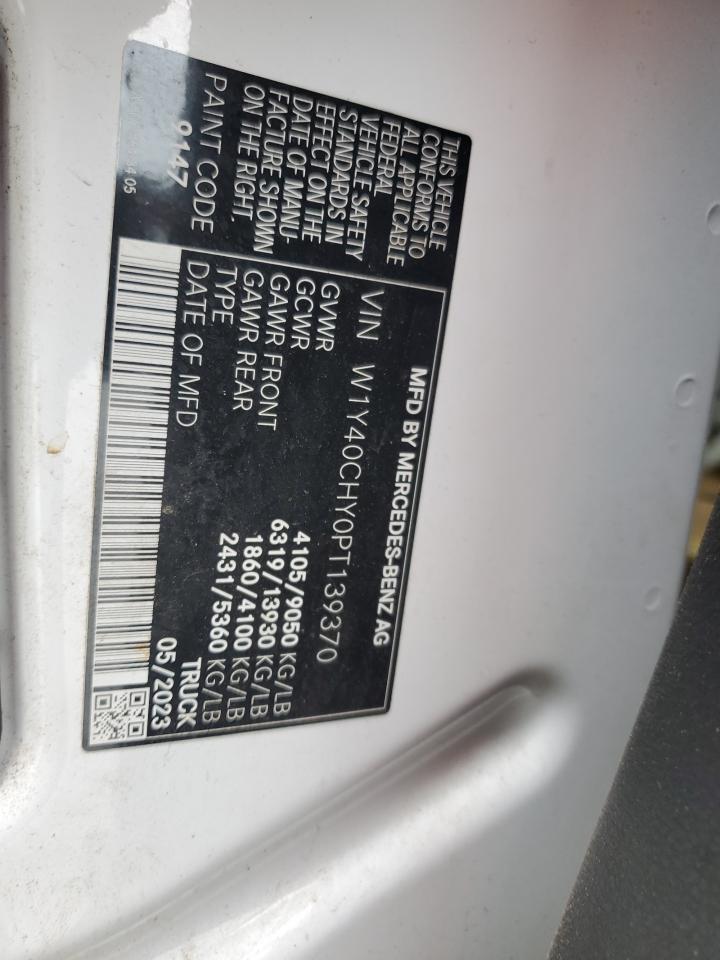 THIS VEHICLE
CONFORMS TO
ALL APPLICABLE
FEDERAL
VEHICLE SAFETY
STANDARDS IN
EFFECT ON THE
DATE OF MANU-
FACTURE SHOWN
ON THE RIGHT.
PAINT CODE
9147
MFD BY MERCEDES-BENZ AG
VIN W1Y40CHY0PT139370
GVWR 4105/9050 KG/LB
GCWR 6319/13930 KG/LB
GAWR FRONT 1860/4100 KG/LB
GAWR REAR 2431/5360 KG/LB
TYPE TRUCK
DATE OF MFD 05/2023